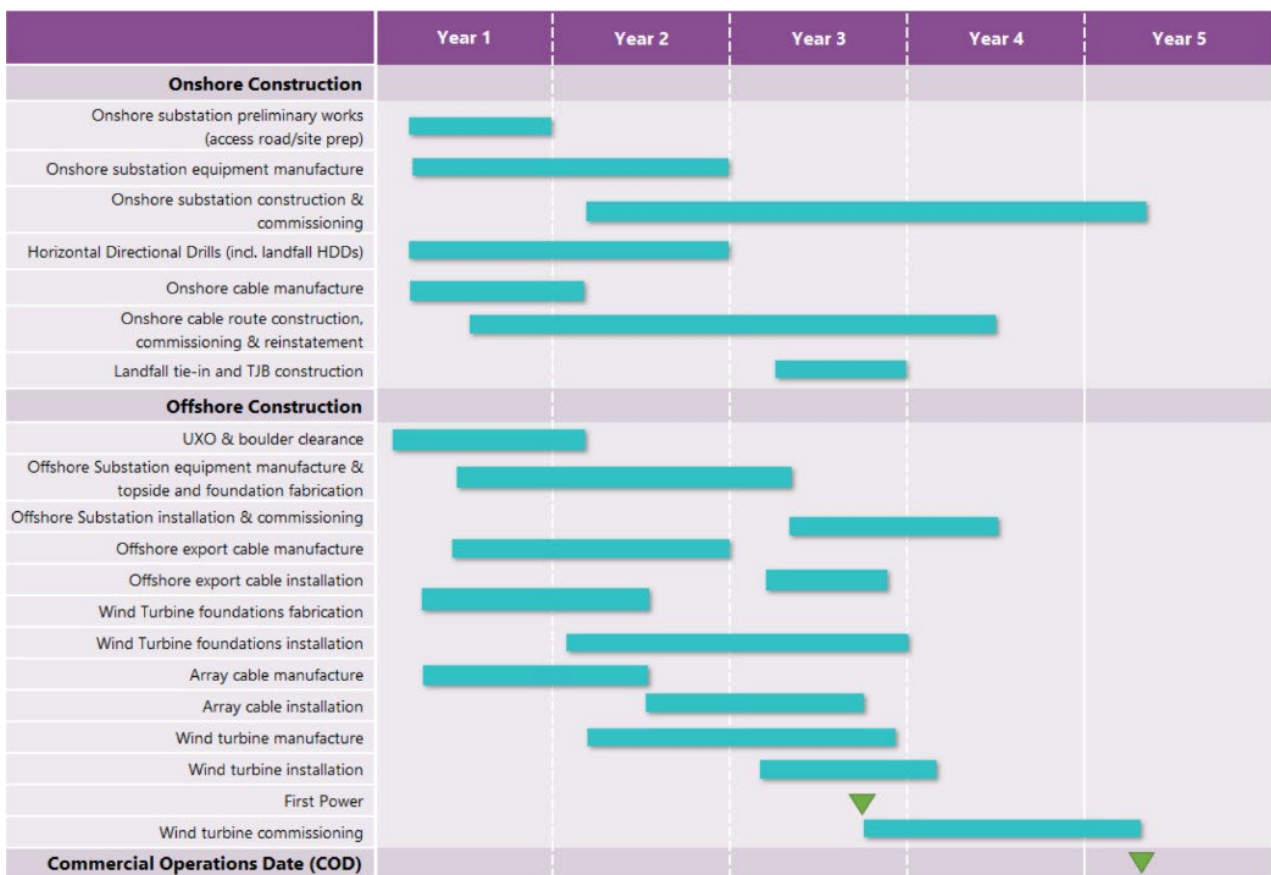 Year 1 Year 2 Year 3 Year 4 Year 5
Onshore Construction
Onshore substation preliminary works
(access road/site prep)
Onshore substation equipment manufacture
Onshore substation construction &
commissioning
Horizontal Directional Drills (incl. landfall HDDs)
Onshore cable manufacture
Onshore cable route construction,
commissioning & reinstatement
Landfall tie-in and TJB construction
Offshore Construction
UXO & boulder clearance
Offshore Substation equipment manufacture &
topside and foundation fabrication
Offshore Substation installation & commissioning
Offshore export cable manufacture
Offshore export cable installation
Wind Turbine foundations fabrication
Wind Turbine foundations installation
Array cable manufacture
Array cable installation
Wind turbine manufacture
Wind turbine installation
First Power
Wind turbine commissioning
Commercial Operations Date (COD)